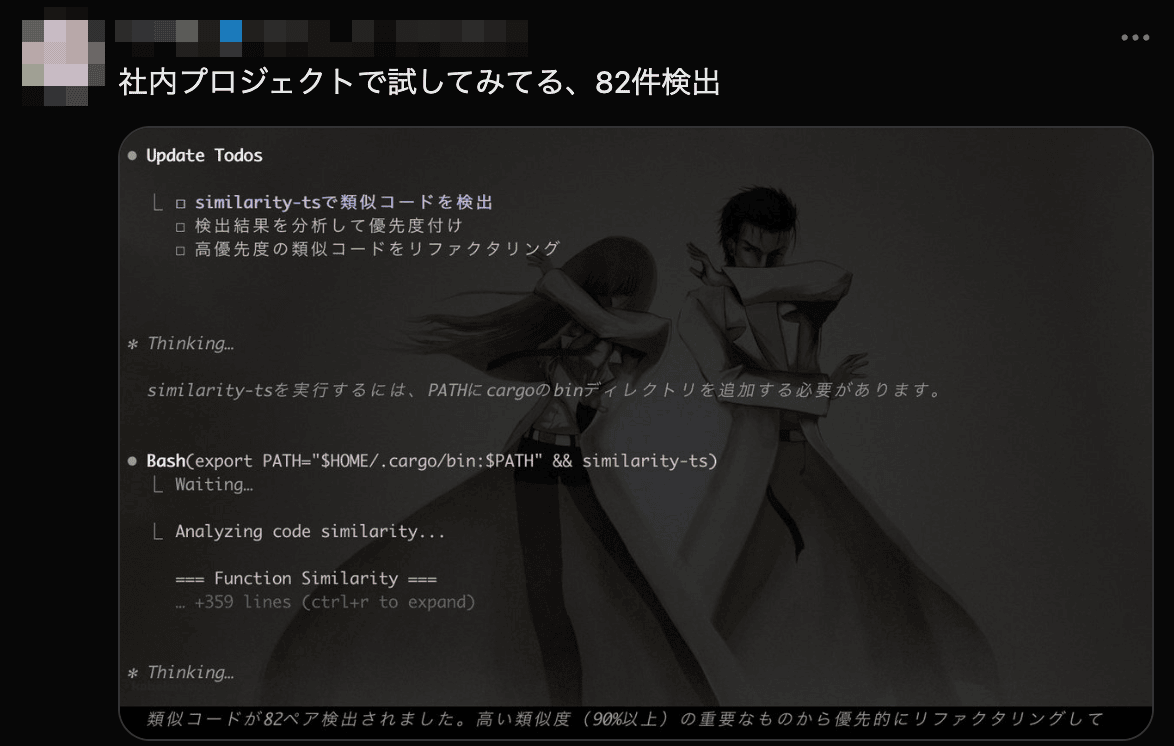 社内プロジェクトで試してみてる、82件検出
Update Todos
□ similarity-tsで類似コードを検出
□ 検出結果を分析して優先度付け
□ 高優先度の類似コードをリファクタリング
* Thinking…
similarity-tsを実行するには、PATHにcargoのbinディレクトリを追加する必要があります。
Bash(export PATH="$HOME/.cargo/bin:$PATH" && similarity-ts)
Waiting…
Analyzing code similarity...
=== Function Similarity ===
… +359 lines (ctrl+r to expand)
* Thinking…
類似コードが82ペア検出されました。高い類似度（90%以上）の重要なものから優先的にリファクタリングして